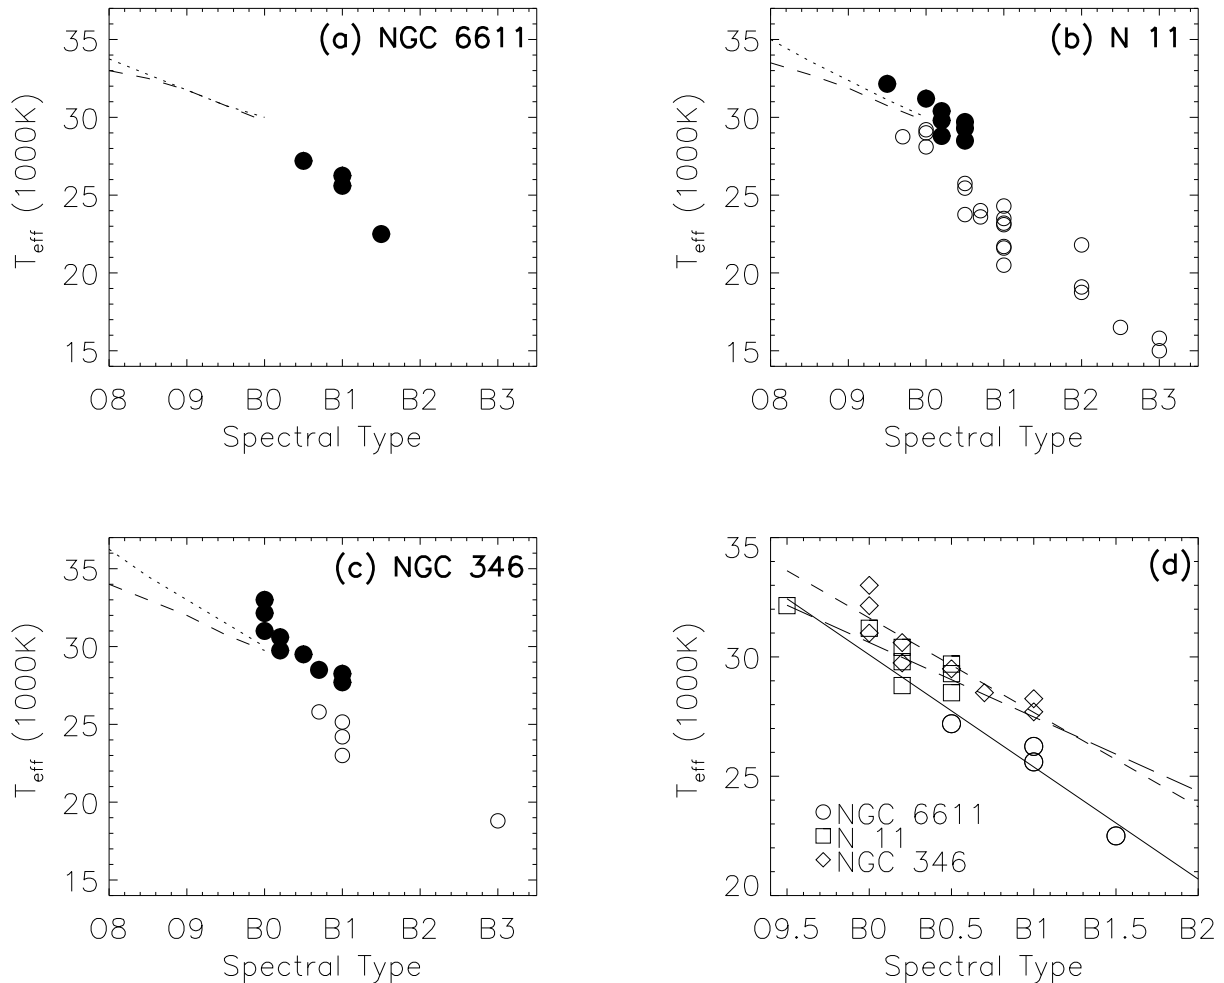 (a) NGC 6611
35
30
25
20
15
T_eff (1000K)
O8 O9 B0 B1 B2 B3
Spectral Type
(b) N 11
35
30
25
20
15
T_eff (1000K)
O8 O9 B0 B1 B2 B3
Spectral Type
(c) NGC 346
35
30
25
20
15
T_eff (1000K)
O8 O9 B0 B1 B2 B3
Spectral Type
(d)
35
30
25
20
T_eff (1000K)
NGC 6611
N 11
NGC 346
O9.5 B0 B0.5 B1 B1.5 B2
Spectral Type